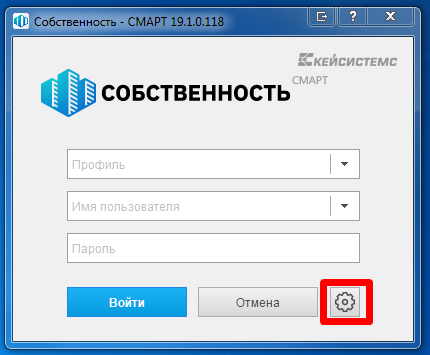 Собственность - СМАРТ 19.1.0.118
?
КЕЙСИСТЕМС
СМАРТ
СОБСТВЕННОСТЬ
Профиль
Имя пользователя
Пароль
Войти Отмена